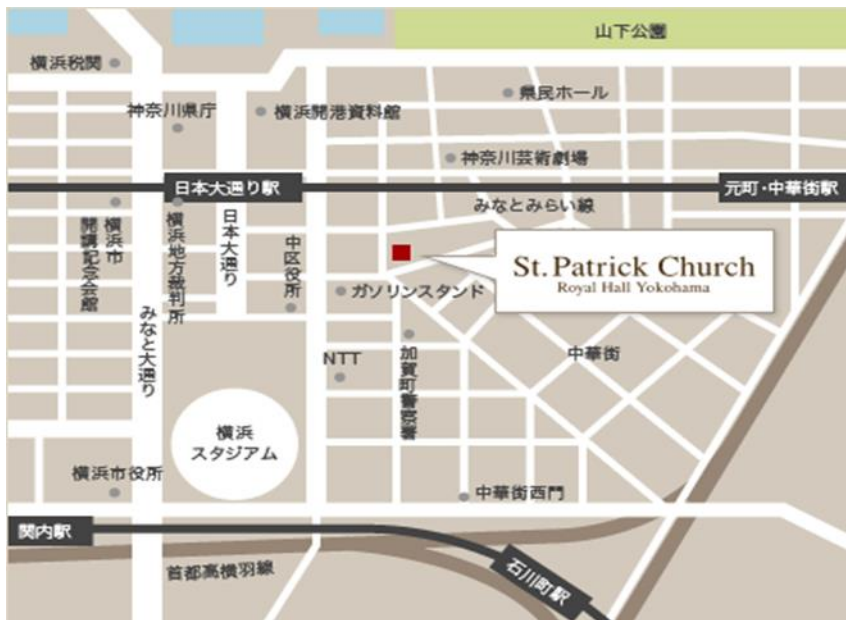 山下公園
横浜税関
県民ホール
神奈川県庁
横浜開港資料館
神奈川芸術劇場
日本大通り駅
元町・中華街駅
みなとみらい線
横浜市
開講記念会館
横浜地方裁判所
日本大通り
中区役所
St. Patrick Church
Royal Hall Yokohama
ガソリンスタンド
みなと大通り
NTT
加賀町警察署
中華街
横浜
スタジアム
横浜市役所
中華街西門
関内駅
首都高横羽線
石川町駅